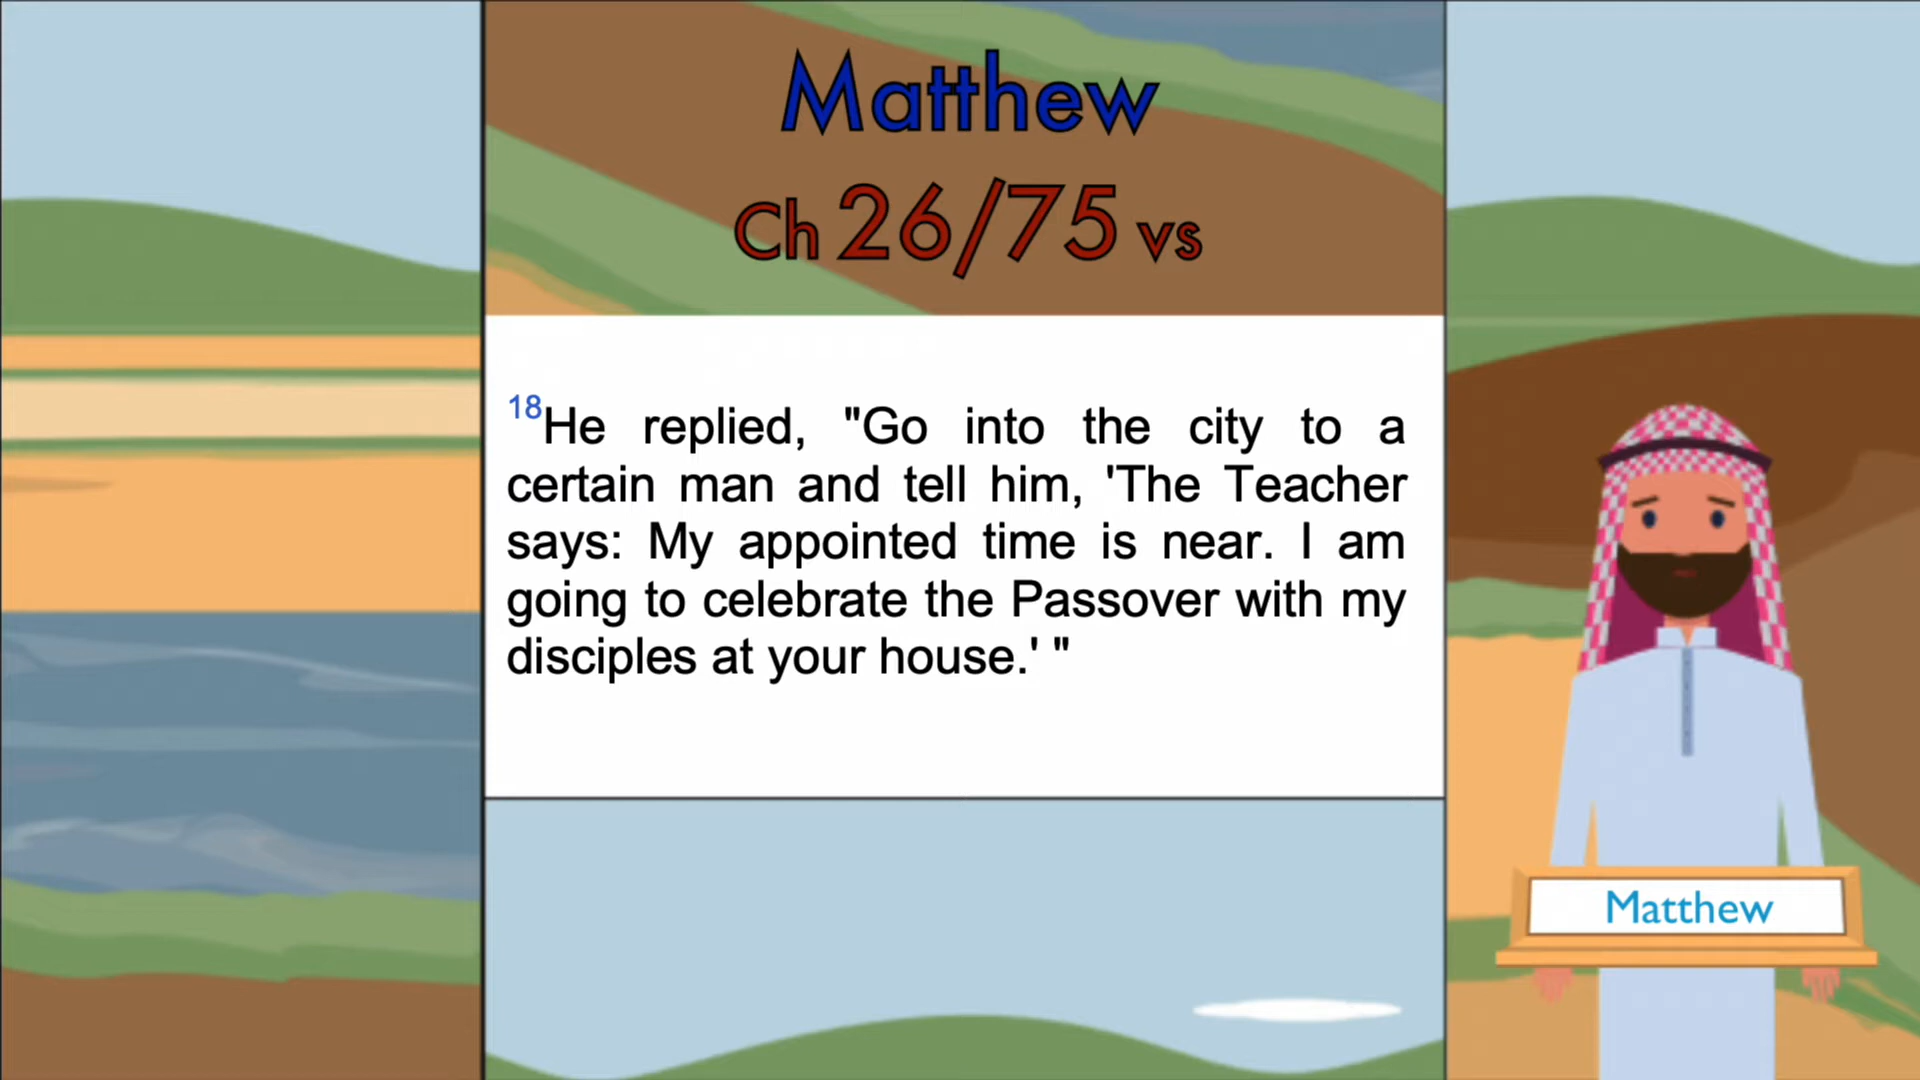 Matthew
Ch 26/75 vs
18He replied, "Go into the city to a
certain man and tell him, 'The Teacher
says: My appointed time is near. I am
going to celebrate the Passover with my
disciples at your house.' "
Matthew